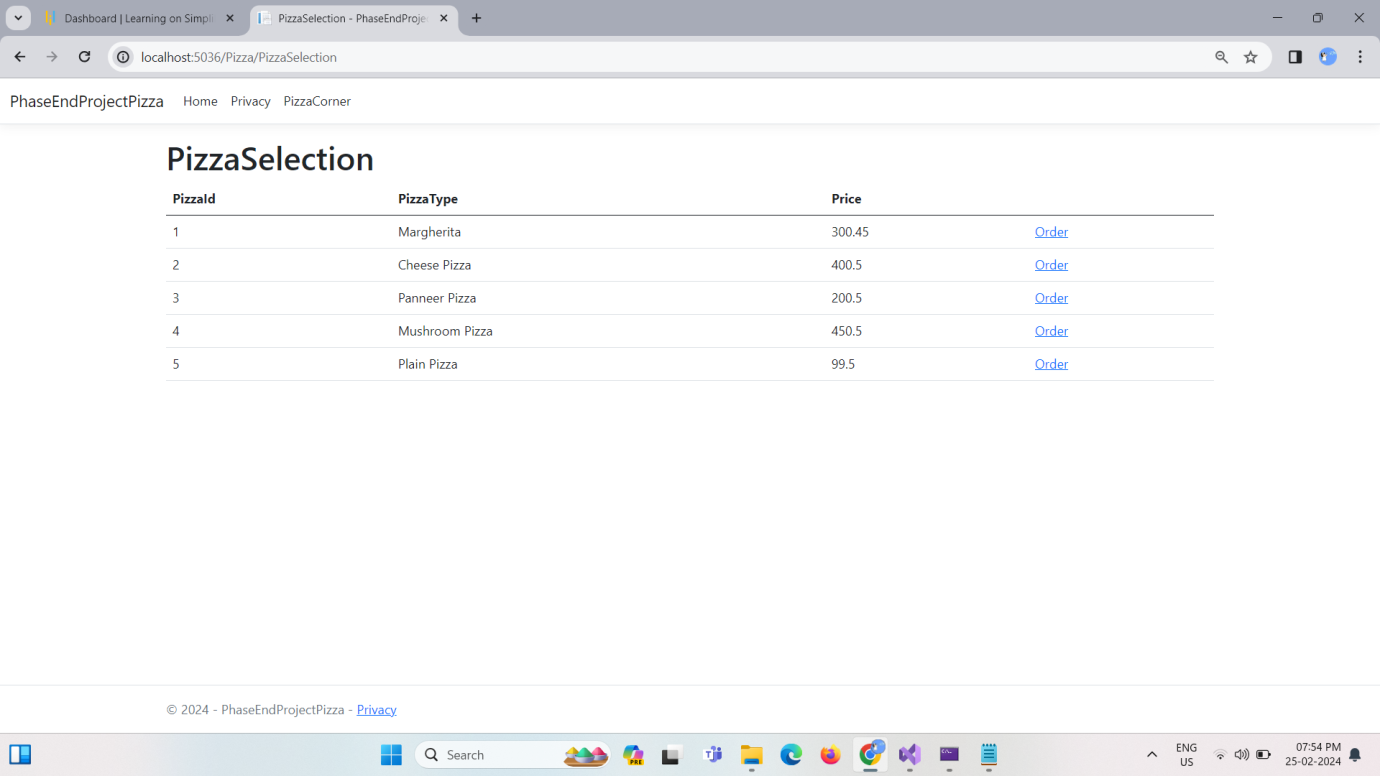 Dashboard | Learning on Simpl
PizzaSelection - PhaseEndProjec
localhost:5036/Pizza/PizzaSelection
PhaseEndProjectPizza Home Privacy PizzaCorner
PizzaSelection
PizzaId PizzaType Price
1 Margherita 300.45 Order
2 Cheese Pizza 400.5 Order
3 Panneer Pizza 200.5 Order
4 Mushroom Pizza 450.5 Order
5 Plain Pizza 99.5 Order
© 2024 - PhaseEndProjectPizza - Privacy
Search
PRE
ENG
US
07:54 PM
25-02-2024